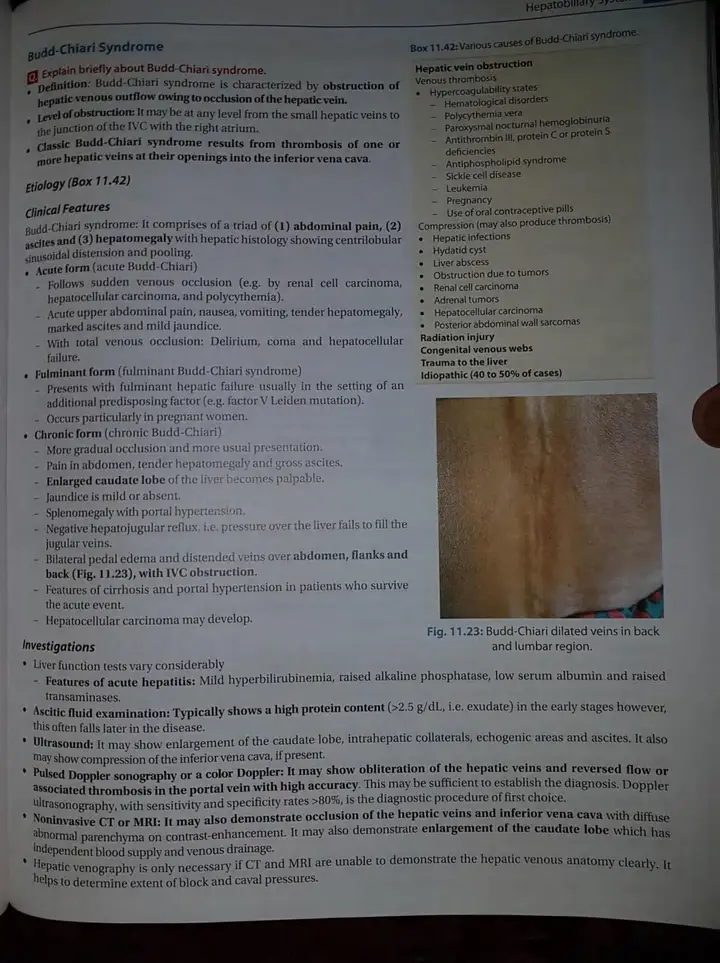 Hepatobiliary
Budd-Chiari Syndrome
Q. Explain briefly about Budd-Chiari syndrome.
• Definition: Budd-Chiari syndrome is characterized by obstruction of
hepatic venous outflow owing to occlusion of the hepatic vein.
• Level of obstruction: It may be at any level from the small hepatic veins to
the junction of the IVC with the right atrium.
• Classic Budd-Chiari syndrome results from thrombosis of one or
more hepatic veins at their openings into the inferior vena cava.
Etiology (Box 11.42)
Clinical Features
Budd-Chiari syndrome: It comprises of a triad of (1) abdominal pain, (2)
ascites and (3) hepatomegaly with hepatic histology showing centrilobular
sinusoidal distension and pooling.
• Acute form (acute Budd-Chiari)
– Follows sudden venous occlusion (e.g. by renal cell carcinoma,
hepatocellular carcinoma, and polycythemia).
– Acute upper abdominal pain, nausea, vomiting, tender hepatomegaly,
marked ascites and mild jaundice.
– With total venous occlusion: Delirium, coma and hepatocellular
failure.
• Fulminant form (fulminant Budd-Chiari syndrome)
– Presents with fulminant hepatic failure usually in the setting of an
additional predisposing factor (e.g. factor V Leiden mutation).
– Occurs particularly in pregnant women.
• Chronic form (chronic Budd-Chiari)
– More gradual occlusion and more usual presentation.
– Pain in abdomen, tender hepatomegaly and gross ascites.
– Enlarged caudate lobe of the liver becomes palpable.
– Jaundice is mild or absent.
– Splenomegaly with portal hypertension.
– Negative hepatojugular reflux, i.e. pressure over the liver fails to fill the
jugular veins.
– Bilateral pedal edema and distended veins over abdomen, flanks and
back (Fig. 11.23), with IVC obstruction.
– Features of cirrhosis and portal hypertension in patients who survive
the acute event.
– Hepatocellular carcinoma may develop.
Box 11.42: Various causes of Budd-Chiari syndrome.
Hepatic vein obstruction
Venous thrombosis
• Hypercoagulability states
– Hematological disorders
– Polycythemia vera
– Paroxysmal nocturnal hemoglobinuria
– Antithrombin III, protein C or protein S
deficiencies
– Antiphospholipid syndrome
– Sickle cell disease
– Leukemia
– Pregnancy
– Use of oral contraceptive pills
Compression (may also produce thrombosis)
• Hepatic infections
• Hydatid cyst
• Liver abscess
• Obstruction due to tumors
• Renal cell carcinoma
• Adrenal tumors
• Hepatocellular carcinoma
• Posterior abdominal wall sarcomas
Radiation injury
Congenital venous webs
Trauma to the liver
Idiopathic (40 to 50% of cases)
Fig. 11.23: Budd-Chiari dilated veins in back
and lumbar region.
Investigations
• Liver function tests vary considerably
– Features of acute hepatitis: Mild hyperbilirubinemia, raised alkaline phosphatase, low serum albumin and raised
transaminases.
• Ascitic fluid examination: Typically shows a high protein content (>2.5 g/dL, i.e. exudate) in the early stages however,
this often falls later in the disease.
• Ultrasound: It may show enlargement of the caudate lobe, intrahepatic collaterals, echogenic areas and ascites. It also
may show compression of the inferior vena cava, if present.
• Pulsed Doppler sonography or a color Doppler: It may show obliteration of the hepatic veins and reversed flow or
associated thrombosis in the portal vein with high accuracy. This may be sufficient to establish the diagnosis. Doppler
ultrasonography, with sensitivity and specificity rates >80%, is the diagnostic procedure of first choice.
• Noninvasive CT or MRI: It may also demonstrate occlusion of the hepatic veins and inferior vena cava with diffuse
abnormal parenchyma on contrast-enhancement. It may also demonstrate enlargement of the caudate lobe which has
independent blood supply and venous drainage.
• Hepatic venography is only necessary if CT and MRI are unable to demonstrate the hepatic venous anatomy clearly. It
helps to determine extent of block and caval pressures.